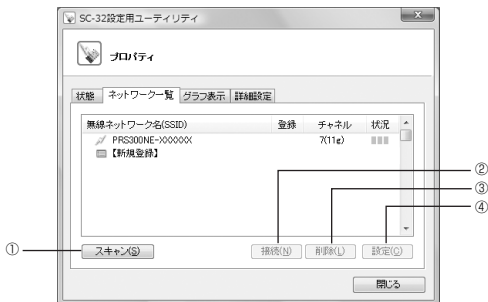 SC-32設定用ユーティリティ
プロパティ
状態 ネットワーク一覧 グラフ表示 詳細設定
無線ネットワーク名(SSID) 登録 チャネル 状況
PRS300NE-XXXXXX 7(11g)
【新規登録】
②
③
④
① スキャン(S) 接続(N) 削除(L) 設定(C)
閉じる